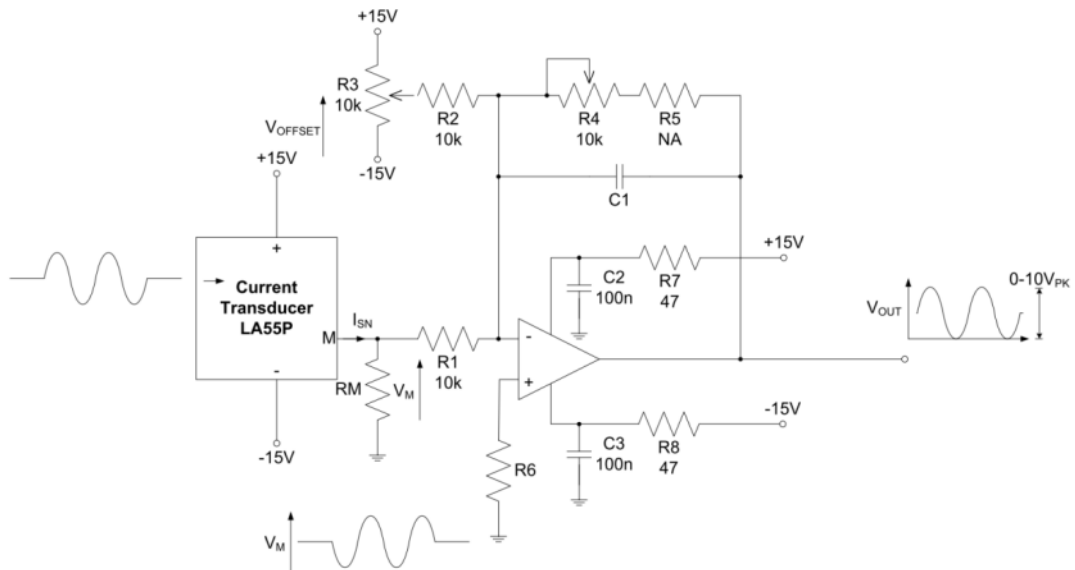 +15V
R3
10k
R2
10k
R4
10k
R5
NA
VOFFSET
-15V
+15V
C1
+
Current
Transducer
LA55P
M
-
ISN
RM
VM
R1
10k
-
+
C2
100n
R7
47
+15V
0-10VPK
VOUT
-15V
C3
100n
R8
47
R6
-15V
VM